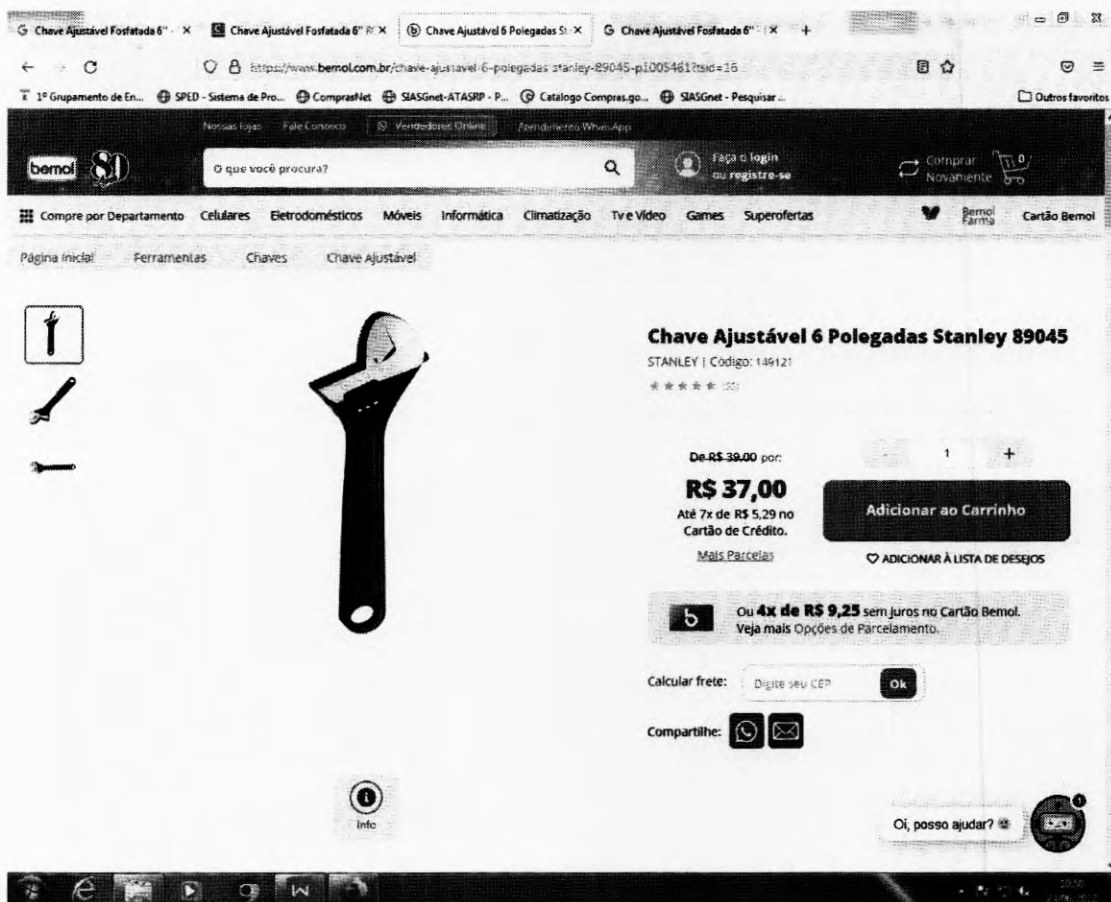 Chave Ajustável Fosfatada 6" - X
Chave Ajustável Fosfatada 6" R X
Chave Ajustável 6 Polegadas St X
Chave Ajustável Fosfatada 6" X +
https://www.bemol.com.br/chave-ajustavel-6-polegadas-stanley-89045-p1005461?tsid=16
1º Grupamento de En... SPED - Sistema de Pro... ComprasNet SIASGnet-ATASRP - P... Catalogo Compras.go... SIASGnet - Pesquisar ... Outros favoritos
Nossas lojas Fale Conosco Vendedores Online Atendimento WhatsApp
bemol 80
O que você procura?
Faça o login
ou registre-se
Comprar
Novamente
0
Compre por Departamento Celulares Eletrodomésticos Móveis Informática Climatização Tv e Vídeo Games Superofertas Bemol
Farma Cartão Bemol
Página Inicial Ferramentas Chaves Chave Ajustável
Chave Ajustável 6 Polegadas Stanley 89045
STANLEY | Código: 149121
De R$ 39,00 por:
- 1 +
R$ 37,00
Até 7x de R$ 5,29 no
Cartão de Crédito.
Mais Parcelas
Adicionar ao Carrinho
ADICIONAR À LISTA DE DESEJOS
b
Ou 4x de R$ 9,25 sem juros no Cartão Bemol.
Veja mais Opções de Parcelamento.
Calcular frete: Digite seu CEP Ok
Compartilhe:
Info
Oi, posso ajudar?
1